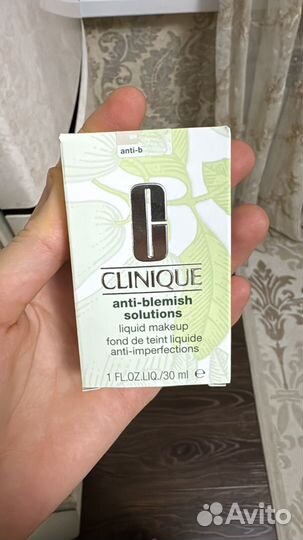 anti-b
C
CLINIQUE
anti-blemish
solutions
liquid makeup
fond de teint liquide
anti-imperfections
1 FL.OZ.LIQ./30 ml ℮
Avito